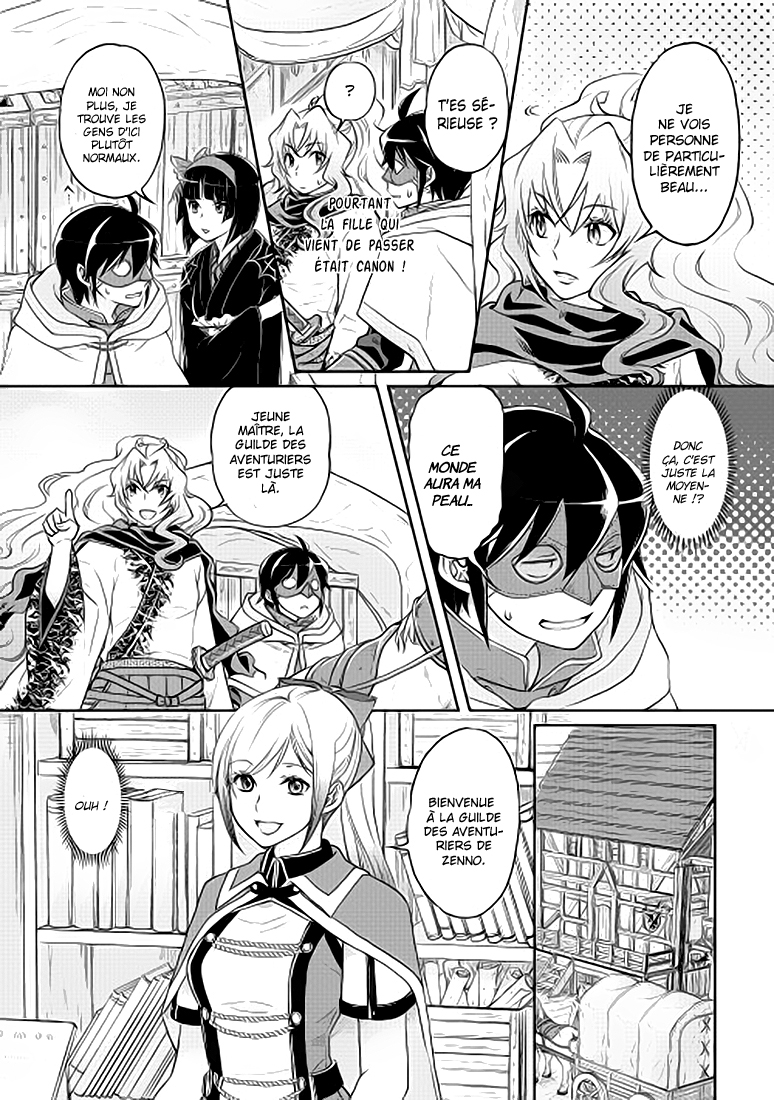 JE
NE VOIS
PERSONNE
DE PARTICU-
LIÈREMENT
BEAU...
T'ES SÉ-
RIEUSE ?
?
POURTANT
LA FILLE QUI
VIENT DE PASSER
ÉTAIT CANON !
MOI NON
PLUS, JE
TROUVE LES
GENS D'ICI
PLUTÔT
NORMAUX.
DONC
ÇA, C'EST
JUSTE LA
MOYEN-
NE !?
CE
MONDE
AURA MA
PEAU...
JEUNE
MAÎTRE, LA
GUILDE DES
AVENTURIERS
EST JUSTE
LÀ.
BIENVENUE
À LA GUILDE
DES AVENTU-
RIERS DE
ZENNO.
OUH !